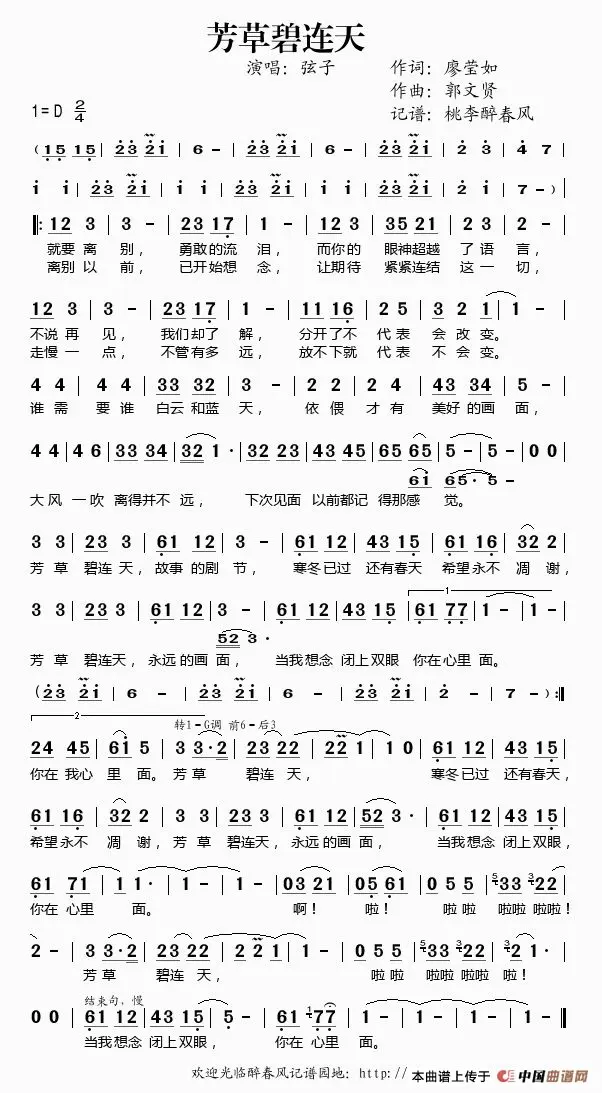 芳草碧连天
演唱：弦子 作词：廖莹如
作曲：郭文贤
1=D 2/4 记谱：桃李醉春风
( 15 15 | 23 21 | 6 - | 23 21 | 6 - | 23 21 | 2 3 | 4 7 |
i i | 23 21 | i i | 23 21 | i i | 23 21 | 2 i | 7 - ) |
‖: 12 3 | 3 - | 23 17 | 1 - | 12 3 | 35 21 | 2 3 | 2 - |
就要 离 别， 勇敢的流 泪， 而你的 眼神超越 了 语 言，
离别 以 前， 已开始想 念， 让期待 紧紧连结 这 一 切，
12 3 | 3 - | 23 17 | 1 - | 11 16 | 2 5 | 3 2 1 | 1 - |
不说 再 见， 我们却了 解， 分开了不 代表 会 改 变。
走慢 一 点， 不管有多 远， 放不下就 代表 不 会 变。
4 4 | 4 4 | 33 32 | 3 - | 2 2 | 2 4 | 43 34 | 5 - |
谁 需 要 谁 白云 和蓝 天， 依 偎 才 有 美好 的画 面，
4 4 | 4 6 | 33 34 | 32 1 · | 32 23 | 43 45 | 65 65 | 5 - | 5 - | 0 0 |
61 65 · 5 -
大 风 一 吹 离得 并不 远， 下次 见面 以前 都记 得那 感 觉。
3 3 | 23 3 | 61 12 | 3 - | 61 12 | 43 15 | 61 16 | 32 2 |
芳 草 碧连 天， 故事 的剧 节， 寒冬 已过 还有 春天 希望 永不 凋 谢，
1
3 3 | 23 3 | 61 12 | 3 - | 61 12 | 43 15 | 61 77 | 1 - | 1 - |
52 3 ·
芳 草 碧连天， 永远 的画 面， 当我 想念 闭上 双眼 你在 心里 面。
( 23 21 | 6 - | 23 21 | 6 - | 23 21 | 2 - | 7 - ) :‖
2 转1=G调 前6=后3
24 45 | 61 5 | 3 3·2 | 23 22 | 22 1 | 1 0 | 61 12 | 43 15 |
你在 我心 里 面。 芳草 碧连 天， 寒冬 已过 还有 春天，
61 16 | 32 2 | 3 3·2 | 23 22 | 61 12 | 52 3 · | 61 12 | 43 15 |
希望 永不 凋 谢， 芳 草 碧连天， 永远 的画 面， 当我 想念 闭上 双眼，
61 71 | 1 1 · | 1 - | 1 - | 03 21 | 05 61 | 0 55 | 533 322 |
你在 心里 面。 啊！ 啦！ 啦啦 啦啦 啦啦！
2 - | 3 3·2 | 23 22 | 2 2 1 | 1 - | 0 5 5 | 533 322 | 2 1 · |
芳草 碧连 天， 啦啦 啦啦 啦啦 啦！
结束句，慢
0 0 | 61 12 | 43 15 | 5 - | 61 177 | 1 - | 1 - | 1 - ‖
当我 想念 闭上 双眼， 你在 心里 面。
欢迎光临醉春风记谱园地：http:// 本曲谱上传于 中国曲谱网